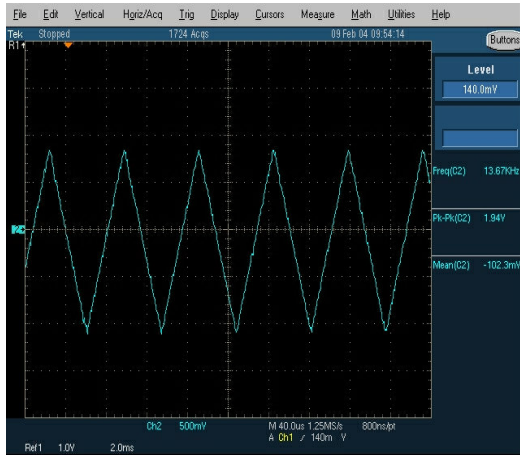 File Edit Vertical Horiz/Acq Trig Display Cursors Measure Math Utilities Help
Tek Stopped 1724 Acqs 09 Feb 04 09:54:14 Buttons
R1
Level
140.0mV
Freq(C2) 13.67KHz
Pk-Pk(C2) 1.94V
2
Mean(C2) -102.3mV
Ch2 500mV M 40.0us 1.25MS/s 800ns/pt
A Ch1 ∫ 140m V
Ref1 1.0V 2.0ms